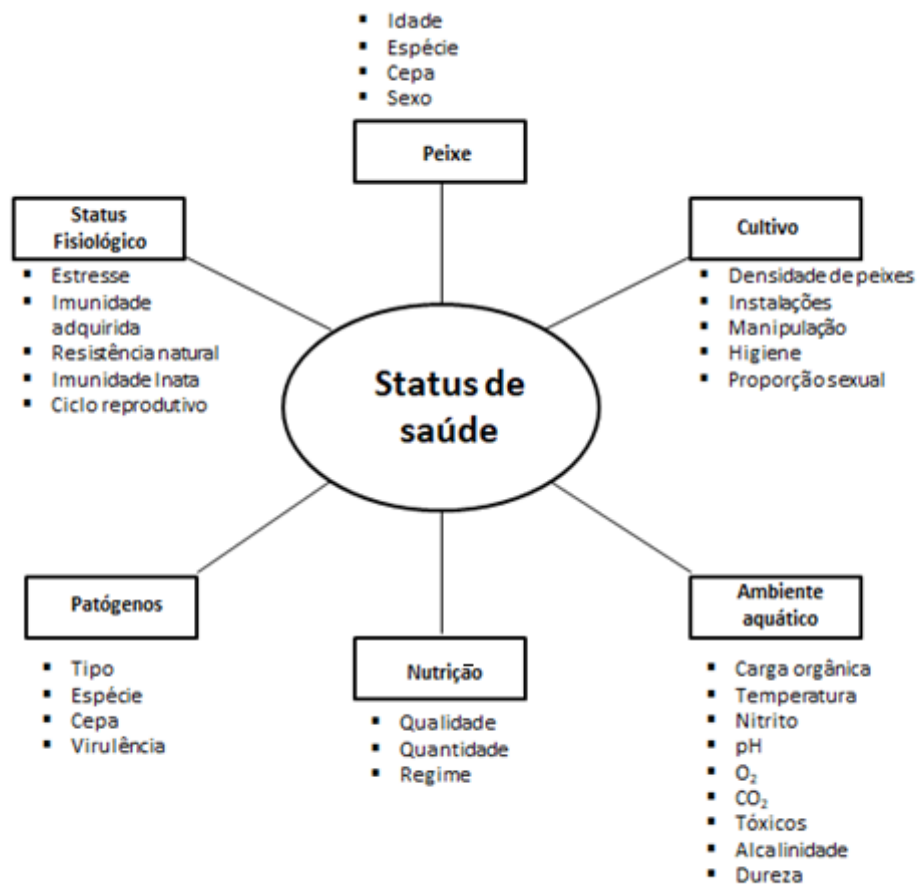 ▪ Idade
▪ Espécie
▪ Cepa
▪ Sexo
Peixe
Status
Fisiológico
▪ Estresse
▪ Imunidade
adquirida
▪ Resistência natural
▪ Imunidade Inata
▪ Ciclo reprodutivo
Cultivo
▪ Densidade de peixes
▪ Instalações
▪ Manipulação
▪ Higiene
▪ Proporção sexual
Status de
saúde
Patógenos
▪ Tipo
▪ Espécie
▪ Cepa
▪ Virulência
Nutrição
▪ Qualidade
▪ Quantidade
▪ Regime
Ambiente
aquático
▪ Carga orgânica
▪ Temperatura
▪ Nitrito
▪ pH
▪ O₂
▪ CO₂
▪ Tóxicos
▪ Alcalinidade
▪ Dureza